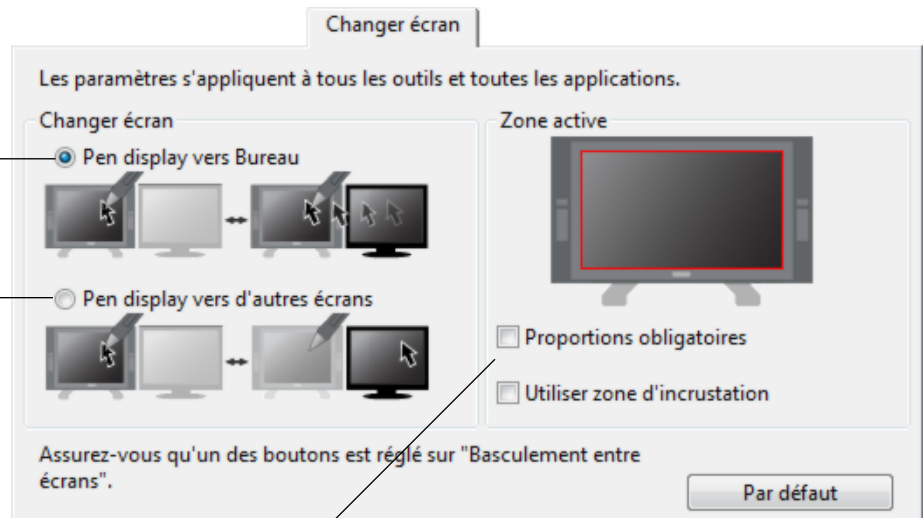 Changer écran
Les paramètres s'appliquent à tous les outils et toutes les applications.
Changer écran
Pen display vers Bureau
Pen display vers d'autres écrans
Zone active
Proportions obligatoires
Utiliser zone d'incrustation
Assurez-vous qu'un des boutons est réglé sur "Basculement entre
écrans".
Par défaut